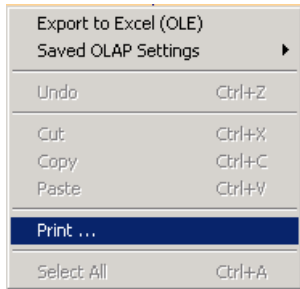 Export to Excel (OLE)
Saved OLAP Settings
Undo Ctrl+Z
Cut Ctrl+X
Copy Ctrl+C
Paste Ctrl+V
Print ...
Select All Ctrl+A